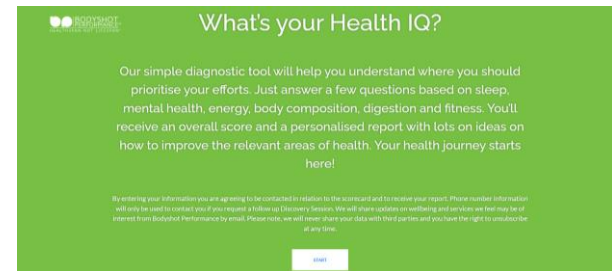 BODYSHOT
PERFORMANCE
What's your Health IQ?
Our simple diagnostic tool will help you understand where you should
prioritise your efforts. Just answer a few questions based on sleep,
mental health, energy, body composition, digestion and fitness. You'll
receive an overall score and a personalised report with lots on ideas on
how to improve the relevant areas of health. Your health journey starts
here!
By entering your information you are agreeing to be contacted in relation to the scorecard and to receive your report. Phone number information
will only be used to contact you if you request a follow up Discovery Session. We will share updates on wellbeing and services we feel may be of
interest from Bodyshot Performance by email. Please note, we will never share your data with third parties and you have the right to unsubscribe
at any time.
START